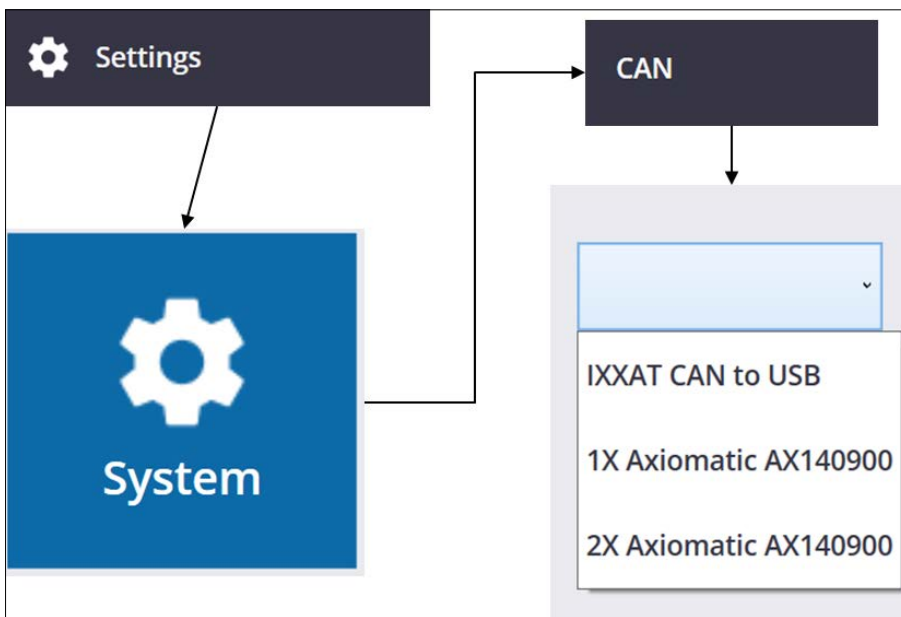 Settings
System
CAN
IXXAT CAN to USB
1X Axiomatic AX140900
2X Axiomatic AX140900